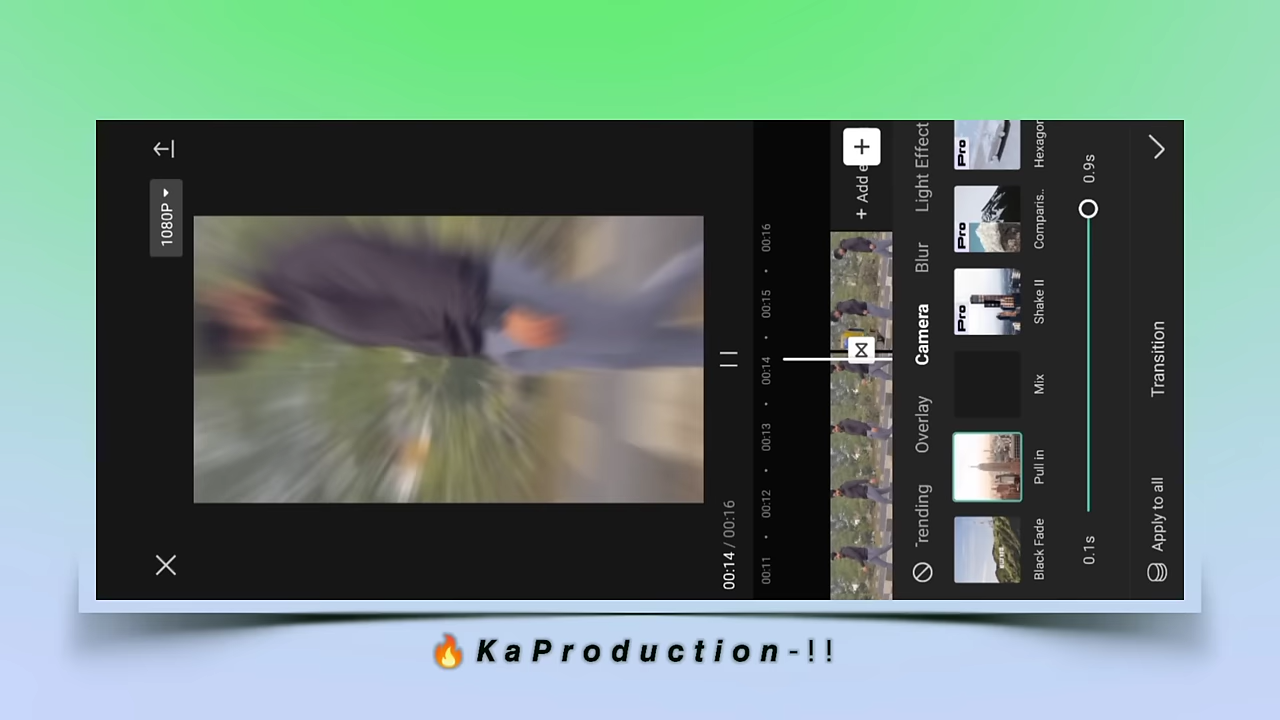 1080P
00:14 / 00:16
00:11 • 00:12 • 00:13 • 00:14 • 00:15 • 00:16
+ Add e
Trending Overlay Camera Blur Light Effect
Pro Pro Pro
Black Fade Pull in Mix Shake II Comparis.. Hexagon
0.1s 0.9s
Apply to all Transition
🔥KaProduction-!!